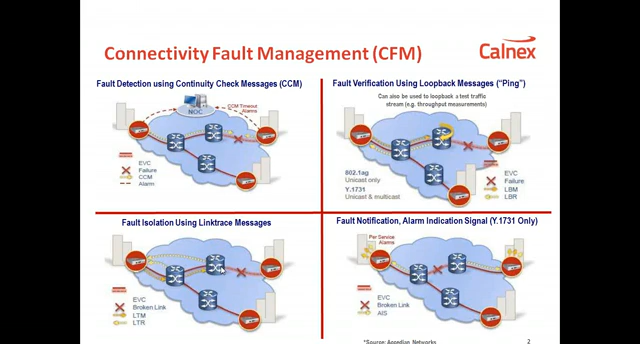 Connectivity Fault Management (CFM)
Calnex
Fault Detection using Continuity Check Messages (CCM)
NOC
CCM Timeout
Alarms
EVC
Failure
CCM
Alarm
Fault Verification Using Loopback Messages ("Ping")
Can also be used to loopback a test traffic
stream (e.g. throughput measurements)
802.1ag
Unicast only
Y.1731
Unicast & multicast
EVC
Failure
LBM
LBR
Fault Isolation Using Linktrace Messages
EVC
Broken Link
LTM
LTR
Fault Notification, Alarm Indication Signal (Y.1731 Only)
Per Service
Alarms
EVC
Broken Link
AIS
*Source: Accedian Networks
2